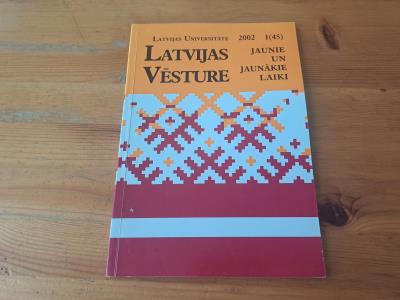 Latvijas Universitāte 2002 1(45)
Latvijas
Vēsture
Jaunie
un
jaunākie
laiki